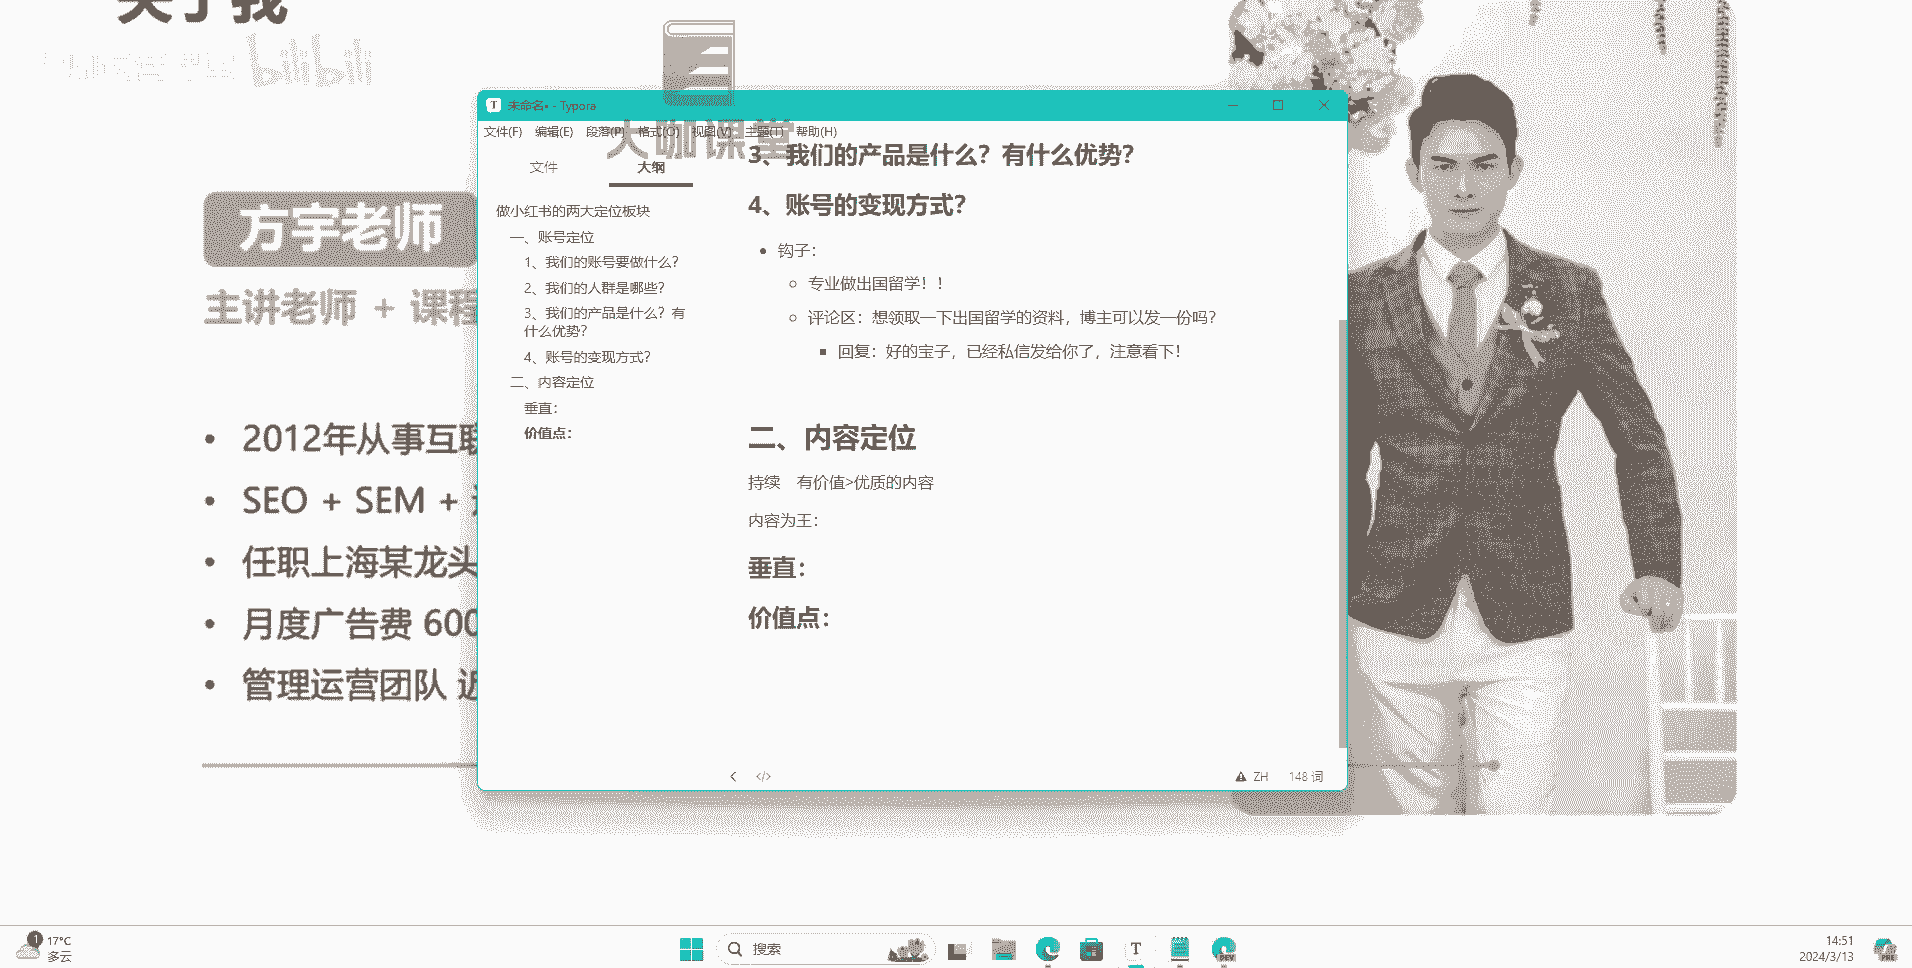 关于我
bilibili
大咖课堂
方宇老师
主讲老师 + 课程
2012年从事互联
SEO + SEM +
任职上海某龙头
月度广告费 600
管理运营团队 近
未命名• - Typora
文件(F) 编辑(E) 段落(P) 格式(O) 视图(V) 主题(T) 帮助(H)
文件 大纲
做小红书的两大定位板块
一、账号定位
1、我们的账号要做什么?
2、我们的人群是哪些?
3、我们的产品是什么?有
什么优势?
4、账号的变现方式?
二、内容定位
垂直:
价值点:
3、我们的产品是什么?有什么优势?
4、账号的变现方式?
钩子:
专业做出国留学!!
评论区:想领取一下出国留学的资料,博主可以发一份吗?
回复:好的宝子,已经私信发给你了,注意看下!
二、内容定位
持续 有价值>优质的内容
内容为王:
垂直:
价值点:
</> ZH 148 词
1
17°C
多云
搜索
T
DEV
14:51
2024/3/13
PRE